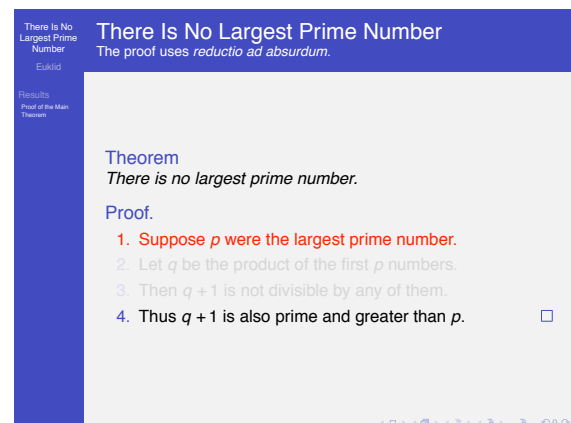 There Is No
Largest Prime
Number
Euklid
Results
Proof of the Main
Theorem
There Is No Largest Prime Number
The proof uses reductio ad absurdum.
Theorem
There is no largest prime number.
Proof.
1. Suppose p were the largest prime number.
2. Let q be the product of the first p numbers.
3. Then q + 1 is not divisible by any of them.
4. Thus q + 1 is also prime and greater than p. □